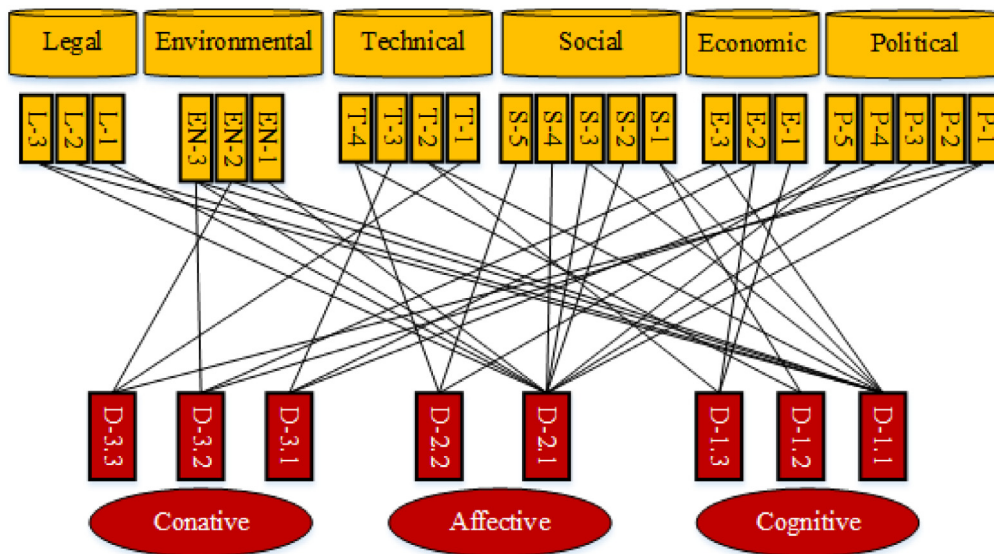 Legal
Environmental
Technical
Social
Economic
Political
L-3
L-2
L-1
EN-3
EN-2
EN-1
T-4
T-3
T-2
T-1
S-5
S-4
S-3
S-2
S-1
E-3
E-2
E-1
P-5
P-4
P-3
P-2
P-1
D-3.3
D-3.2
D-3.1
D-2.2
D-2.1
D-1.3
D-1.2
D-1.1
Conative
Affective
Cognitive